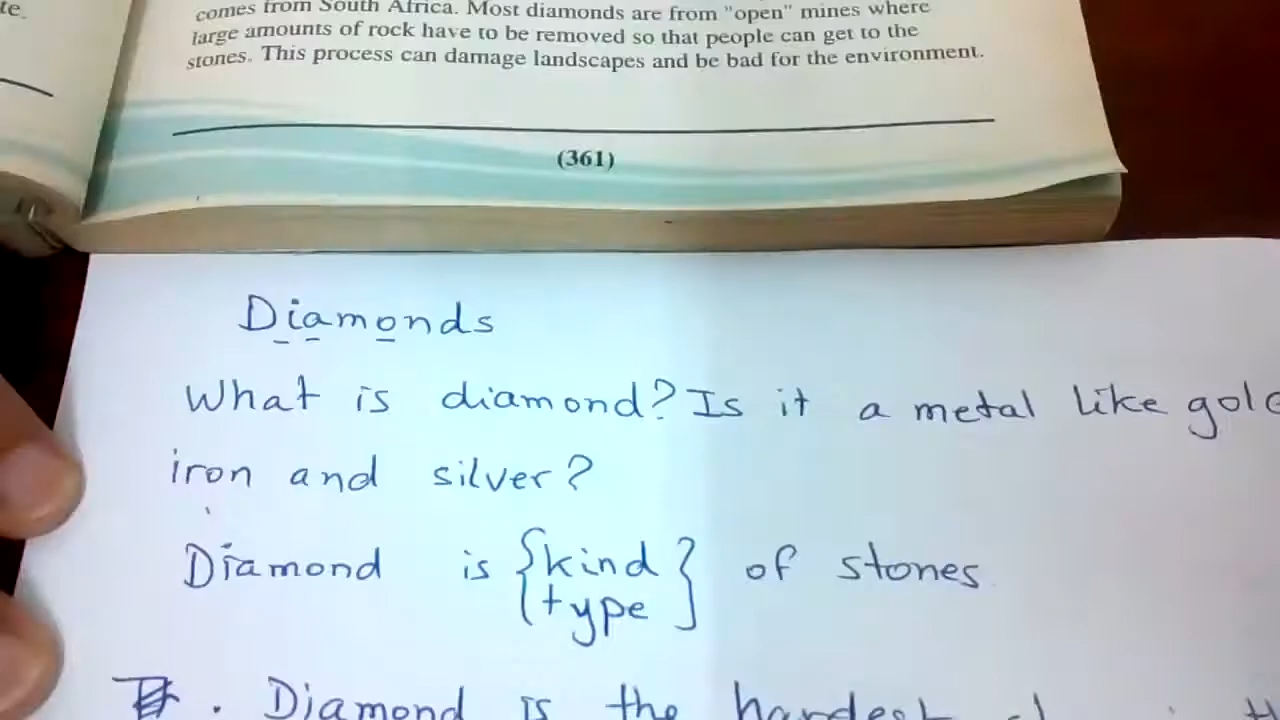 te.
comes from South Africa. Most diamonds are from "open" mines where
large amounts of rock have to be removed so that people can get to the
stones. This process can damage landscapes and be bad for the environment.
(361)
Diamonds
What is diamond? Is it a metal like gold
iron and silver?
Diamond is {kind} of stones
{type}
. Diamond is the hardest